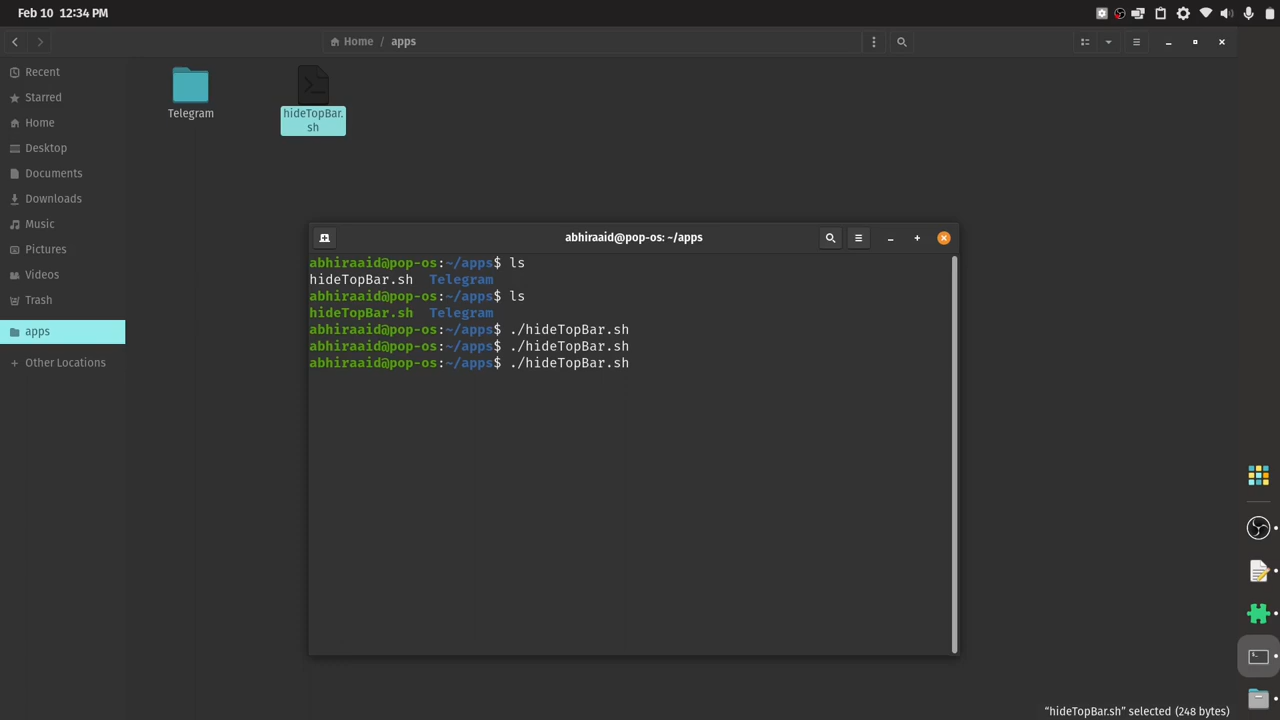 Feb 10 12:34 PM
Home / apps
Recent
Starred
Home
Desktop
Documents
Downloads
Music
Pictures
Videos
Trash
apps
Other Locations
Telegram
hideTopBar.
sh
abhiraaid@pop-os: ~/apps
abhiraaid@pop-os:~/apps$ ls
hideTopBar.sh Telegram
abhiraaid@pop-os:~/apps$ ls
hideTopBar.sh Telegram
abhiraaid@pop-os:~/apps$ ./hideTopBar.sh
abhiraaid@pop-os:~/apps$ ./hideTopBar.sh
abhiraaid@pop-os:~/apps$ ./hideTopBar.sh
“hideTopBar.sh” selected (248 bytes)